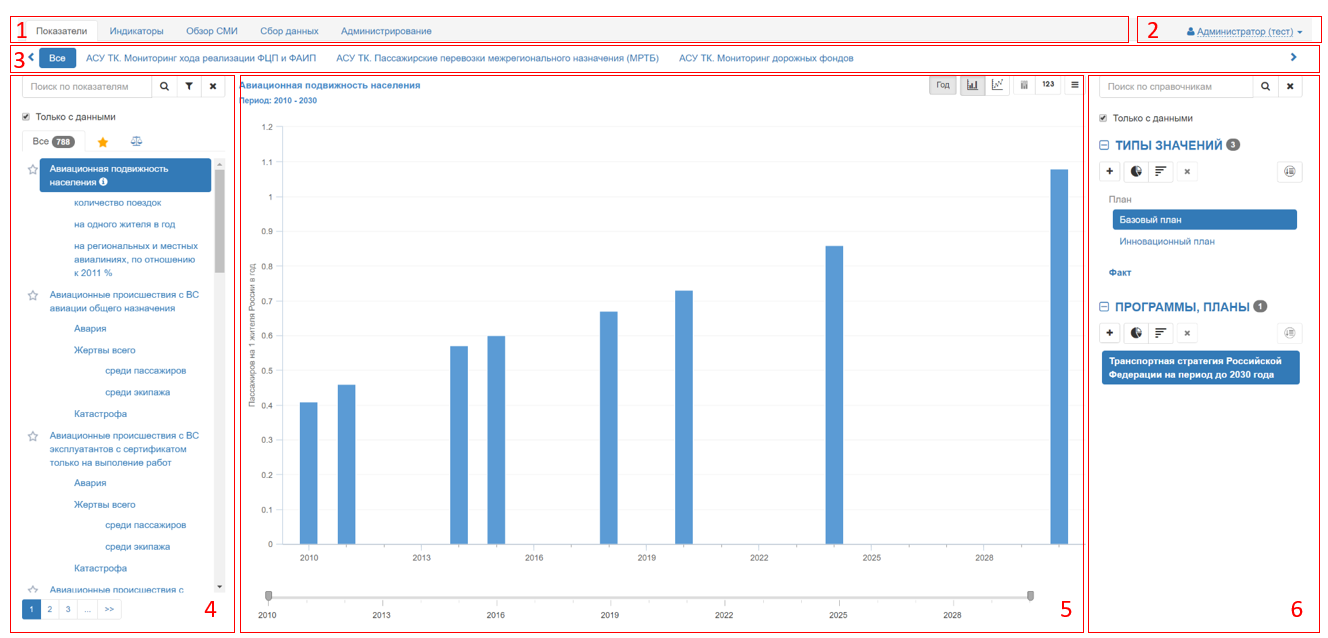 1 Показатели Индикаторы Обзор СМИ Сбор данных Администрирование
2 Администратор (тест)
3 Все АСУ ТК. Мониторинг хода реализации ФЦП и ФАИП АСУ ТК. Пассажирские перевозки межрегионального назначения (МРТБ) АСУ ТК. Мониторинг дорожных фондов
Поиск по показателям
Только с данными
Все 788
Авиационная подвижность
населения
количество поездок
на одного жителя в год
на региональных и местных
авиалиниях, по отношению
к 2011 %
Авиационные происшествия с ВС
авиации общего назначения
Авария
Жертвы всего
среди пассажиров
среди экипажа
Катастрофа
Авиационные происшествия с ВС
эксплуатантов с сертификатом
только на выполение работ
Авария
Жертвы всего
среди пассажиров
среди экипажа
Катастрофа
Авиационные происшествия с
1 2 3 ... >>
4
Авиационная подвижность населения
Период: 2010 - 2030
Год 123
Пассажиров на 1 жителя России в год
1.2
1.1
1
0.9
0.8
0.7
0.6
0.5
0.4
0.3
0.2
0.1
0
2010 2013 2016 2019 2022 2025 2028
2010 2013 2016 2019 2022 2025 2028
5
Поиск по справочникам
Только с данными
ТИПЫ ЗНАЧЕНИЙ 3
План
Базовый план
Инновационный план
Факт
ПРОГРАММЫ, ПЛАНЫ 1
Транспортная стратегия Российской
Федерации на период до 2030 года
6